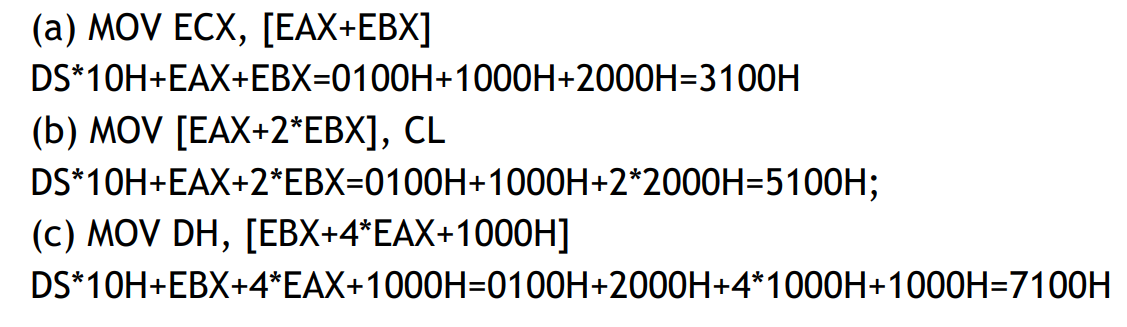 (a) MOV ECX, [EAX+EBX]
DS*10H+EAX+EBX=0100H+1000H+2000H=3100H
(b) MOV [EAX+2*EBX], CL
DS*10H+EAX+2*EBX=0100H+1000H+2*2000H=5100H;
(c) MOV DH, [EBX+4*EAX+1000H]
DS*10H+EBX+4*EAX+1000H=0100H+2000H+4*1000H+1000H=7100H